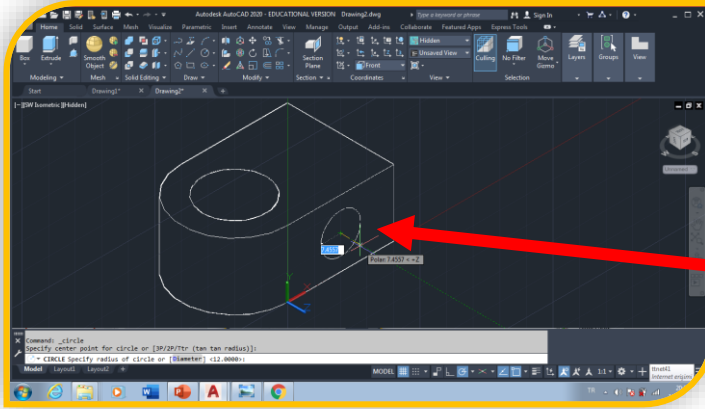 Autodesk AutoCAD 2020 - EDUCATIONAL VERSION Drawing2.dwg
Type a keyword or phrase
Sign In
Home Solid Surface Mesh Visualize Parametric Insert Annotate View Manage Output Add-ins Collaborate Featured Apps Express Tools
Box Extrude Smooth Object Section Plane Hidden Unsaved View Front Culling No Filter Move Gizmo Layers Groups View
Modeling Mesh Solid Editing Draw Modify Section Coordinates View Selection
Start Drawing1* Drawing2*
[-][SW Isometric][Hidden]
Unnamed
7.4557
Polar: 7.4557 < +Z
Y
X
Z
Command: _circle
Specify center point for circle or [3P/2P/Ttr (tan tan radius)]:
CIRCLE Specify radius of circle or [Diameter] <12.0000>:
Model Layout1 Layout2 +
MODEL 1:1
ttnet41
Internet erişimi
TR